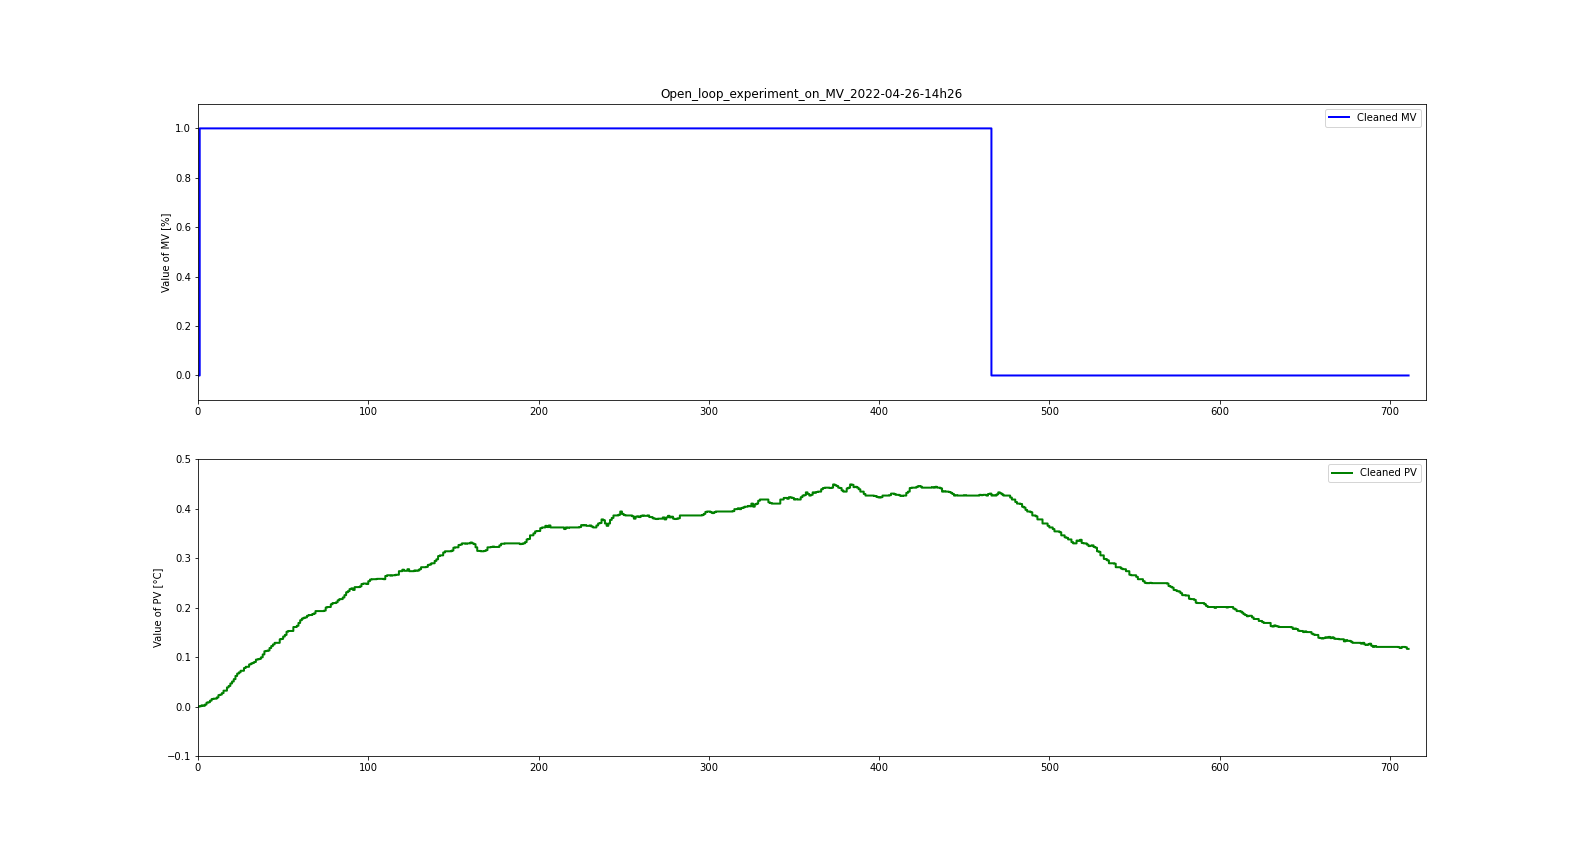 Open_loop_experiment_on_MV_2022-04-26-14h26
Cleaned MV
Value of MV [%]
1.0
0.8
0.6
0.4
0.2
0.0
0 100 200 300 400 500 600 700
Cleaned PV
Value of PV [°C]
0.5
0.4
0.3
0.2
0.1
0.0
−0.1
0 100 200 300 400 500 600 700